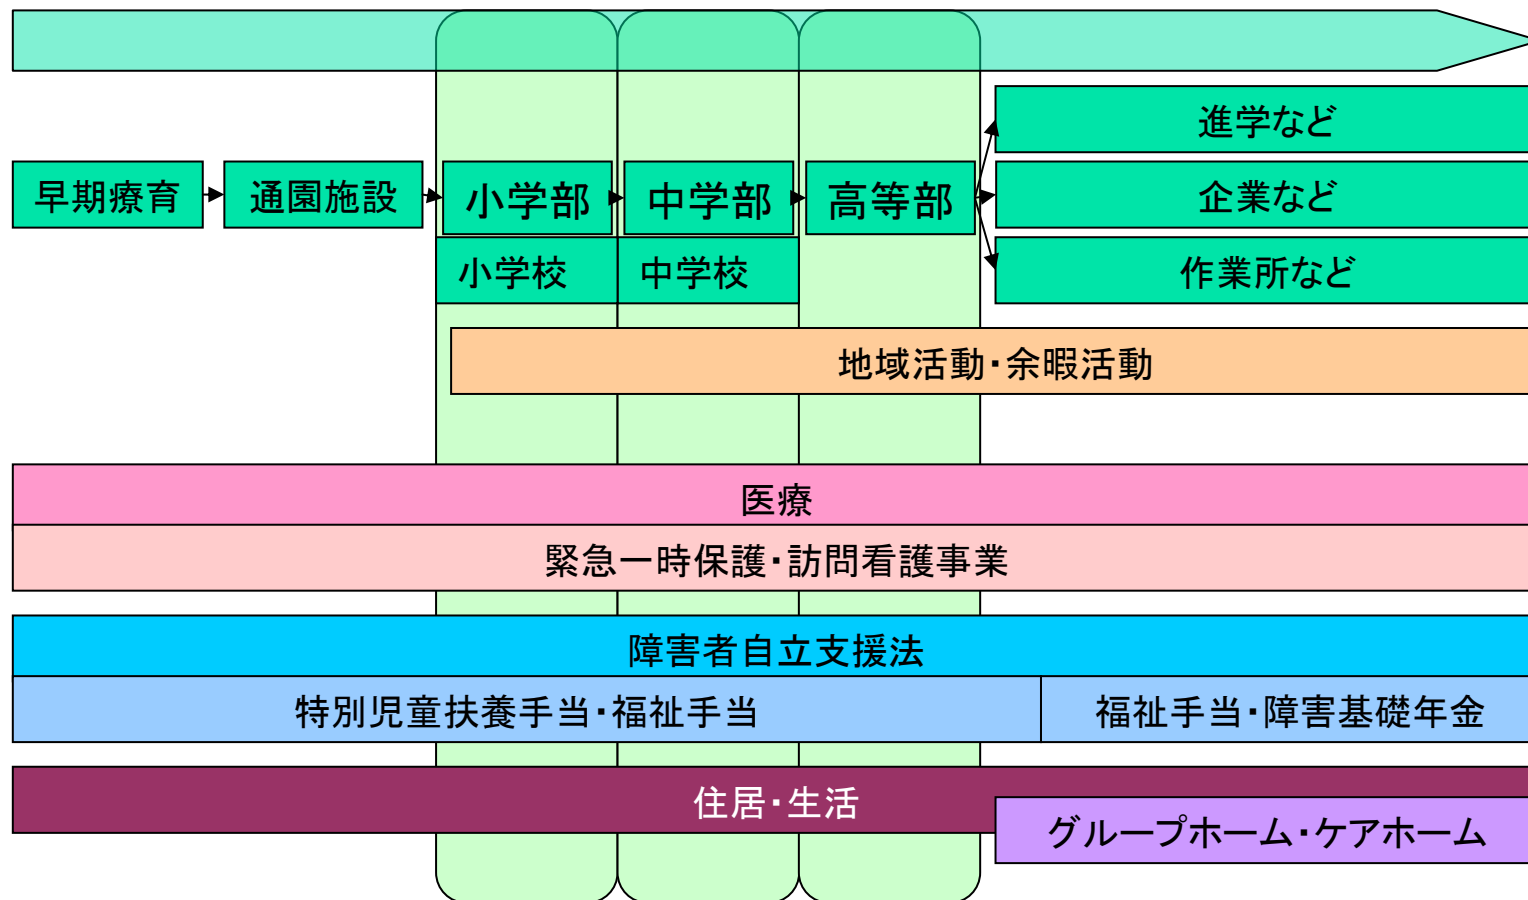 進学など
早期療育
通園施設
小学部
中学部
高等部
企業など
小学校
中学校
作業所など
地域活動・余暇活動
医療
緊急一時保護・訪問看護事業
障害者自立支援法
特別児童扶養手当・福祉手当
福祉手当・障害基礎年金
住居・生活
グループホーム・ケアホーム